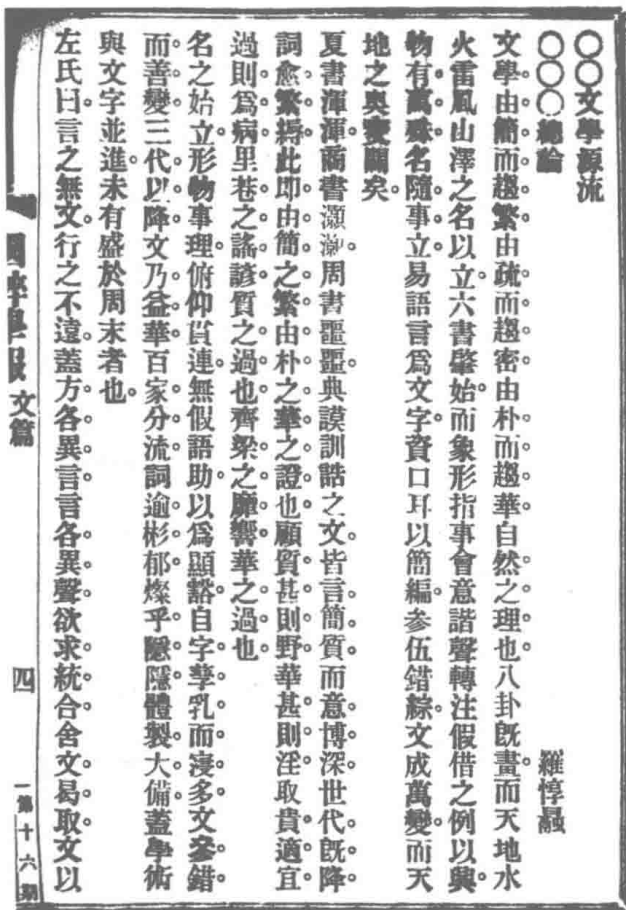 〇〇文學源流
〇〇〇總論 羅惇曧
文學由簡而趨繁由疏而趨密由朴而趨華自然之理也八卦既畫而天地水
火雷風山澤之名以立六書肇始而象形指事會意諧聲轉注假借之例以興。
物有萬殊名隨事立易語言爲文字資口耳以簡編。參伍錯綜文成萬變而天
地之奧變闢矣。
夏書渾渾商書灝灝周書噩噩典謨訓誥之文皆言簡質而意博深世代既降。
詞愈繁縟此即由簡之繁由朴之華之證也顧質甚則野華甚則淫取貴適宜
過則爲病里巷之謠諺質之過也齊梁之靡響華之過也
名之始立形物事理俯仰貫連無假語助以爲顯豁自字孳乳而寖多文參錯
而善變三代以降文乃益華百家分流詞逾彬郁燦乎隱隱體製大備蓋學術
與文字並進未有盛於周末者也。
左氏曰言之無文行之不遠蓋方各異言言各異聲欲求統合舍文曷取文以
國粹學報 文篇 四 一第十六期